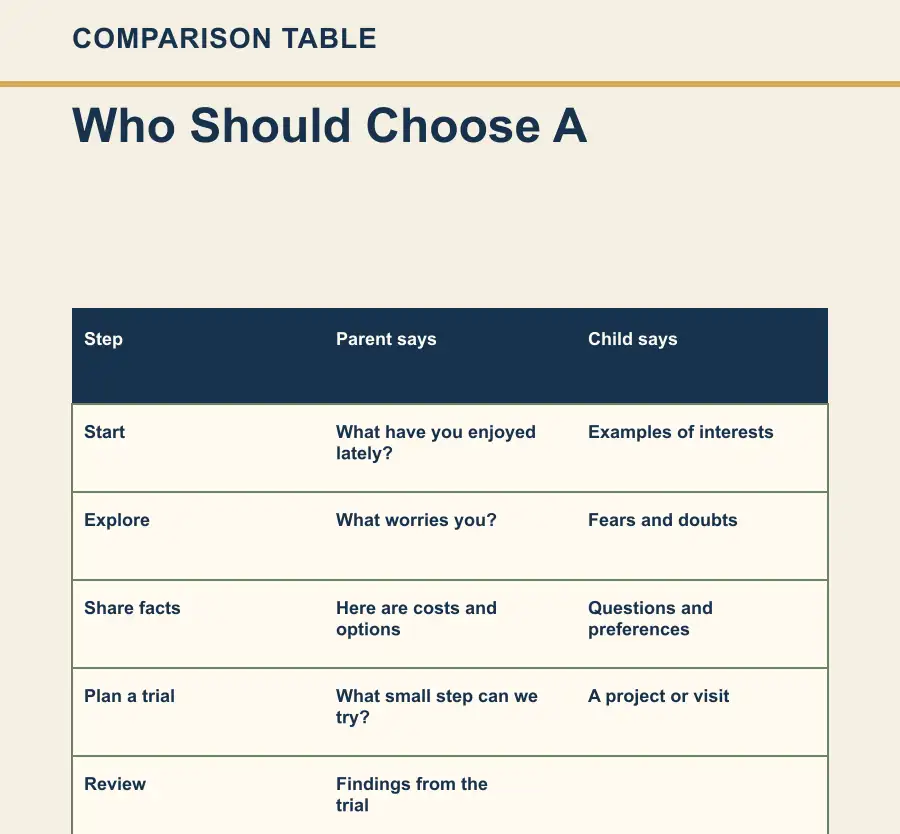 COMPARISON TABLE
Who Should Choose A
Step Parent says Child says
Start What have you enjoyed Examples of interests
lately?
Explore What worries you? Fears and doubts
Share facts Here are costs and Questions and
options preferences
Plan a trial What small step can we A project or visit
try?
Review Findings from the
trial